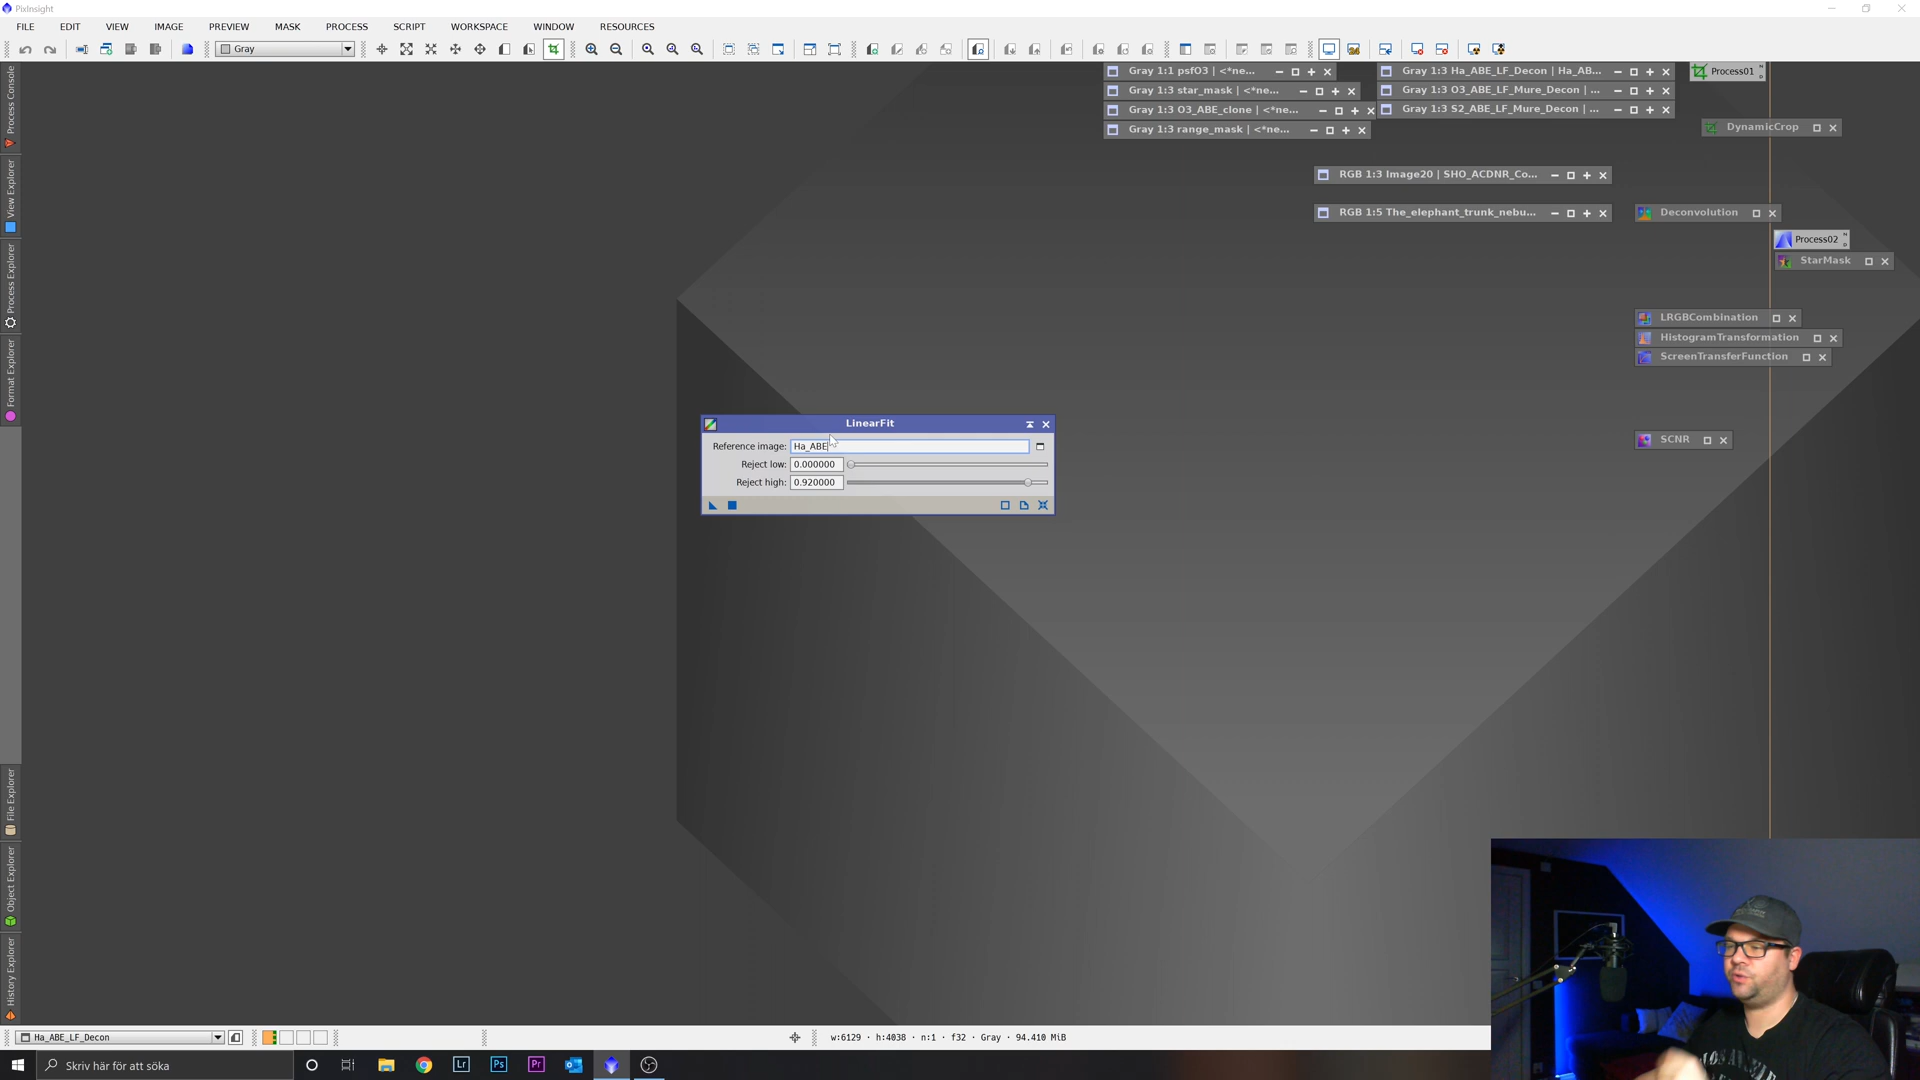 PixInsight
FILE EDIT VIEW PREVIEW MASK IMAGE PROCESS SCRIPT WORKSPACE WINDOW RESOURCES
Gray
Process Console
View Explorer
Process Explorer
Format Explorer
File Explorer
Object Explorer
History Explorer
Gray 1:1 psfO3 | <*ne...
Gray 1:3 star_mask | <*ne...
Gray 1:3 O3_ABE_clone | <*ne...
Gray 1:3 range_mask | <*ne...
Gray 1:3 Ha_ABE_LF_Decon | Ha_AB...
Gray 1:3 O3_ABE_LF_Mure_Decon | ...
Gray 1:3 S2_ABE_LF_Mure_Decon | ...
Process01
DynamicCrop
RGB 1:3 Image20 | SHO_ACDNR_Co...
RGB 1:5 The_elephant_trunk_nebu...
Deconvolution
Process02
StarMask
LRGBCombination
HistogramTransformation
ScreenTransferFunction
SCNR
LinearFit
Reference image: Ha_ABE
Reject low: 0.000000
Reject high: 0.920000
Ha_ABE_LF_Decon
w:6129 · h:4038 · n:1 · f32 · Gray · 94.410 MiB
Skriv här för att söka
Lr
Ps
Pr